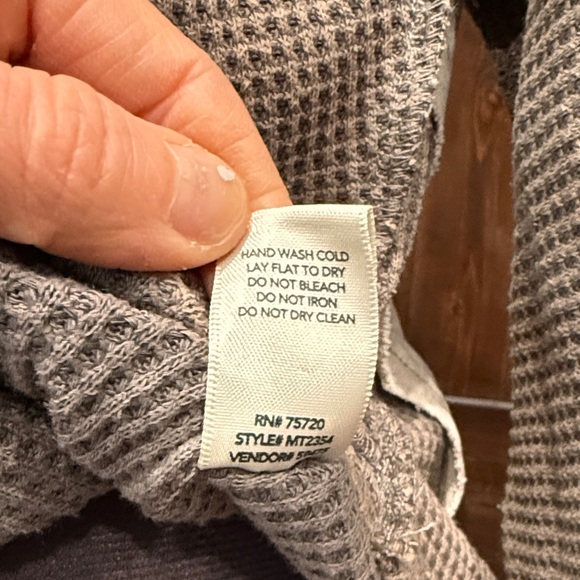 HAND WASH COLD
LAY FLAT TO DRY
DO NOT BLEACH
DO NOT IRON
DO NOT DRY CLEAN
RN# 75720
STYLE# MT2354
VENDOR#